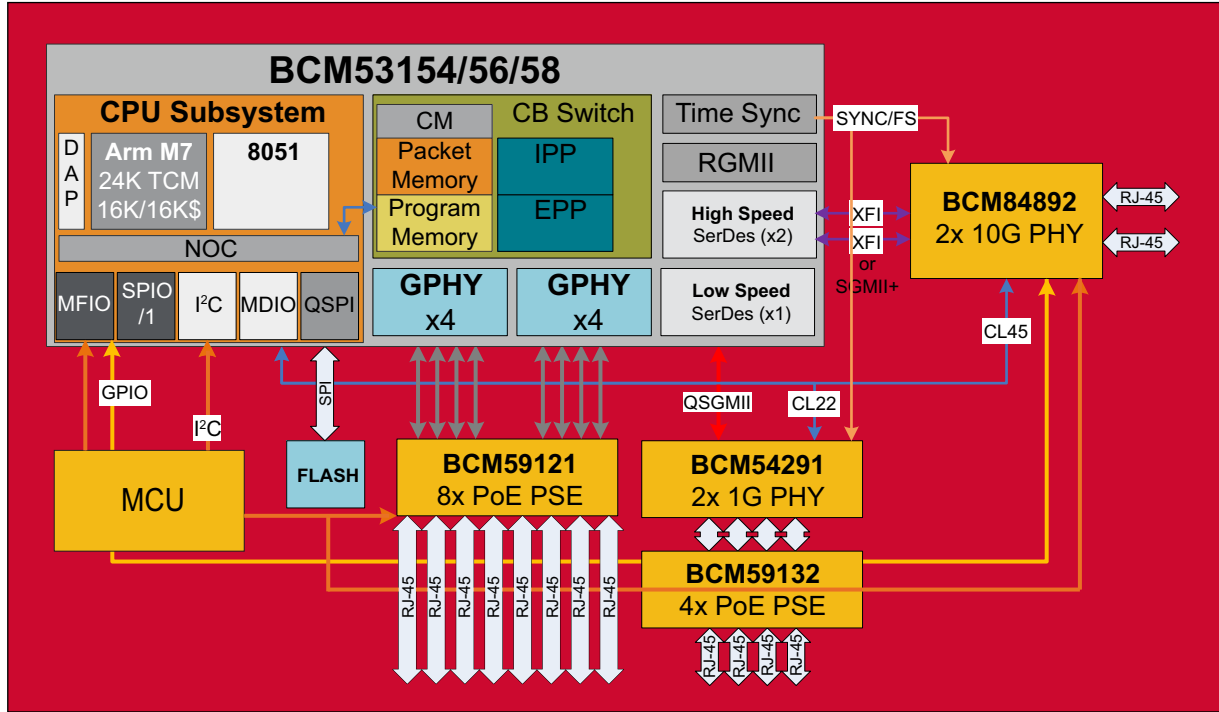 BCM53154/56/58
CPU Subsystem
D
A
P
Arm M7
24K TCM
16K/16K$
8051
NOC
MFIO
SPIO
/1
I²C
MDIO
QSPI
CM
Packet
Memory
Program
Memory
CB Switch
IPP
EPP
GPHY
x4
GPHY
x4
Time Sync
RGMII
High Speed
SerDes (x2)
Low Speed
SerDes (x1)
SYNC/FS
XFI
XFI
or
SGMII+
BCM84892
2x 10G PHY
RJ-45
RJ-45
CL45
GPIO
I²C
SPI
QSGMII
CL22
MCU
FLASH
BCM59121
8x PoE PSE
BCM54291
2x 1G PHY
BCM59132
4x PoE PSE
RJ-45
RJ-45
RJ-45
RJ-45
RJ-45
RJ-45
RJ-45
RJ-45
RJ-45
RJ-45
RJ-45
RJ-45